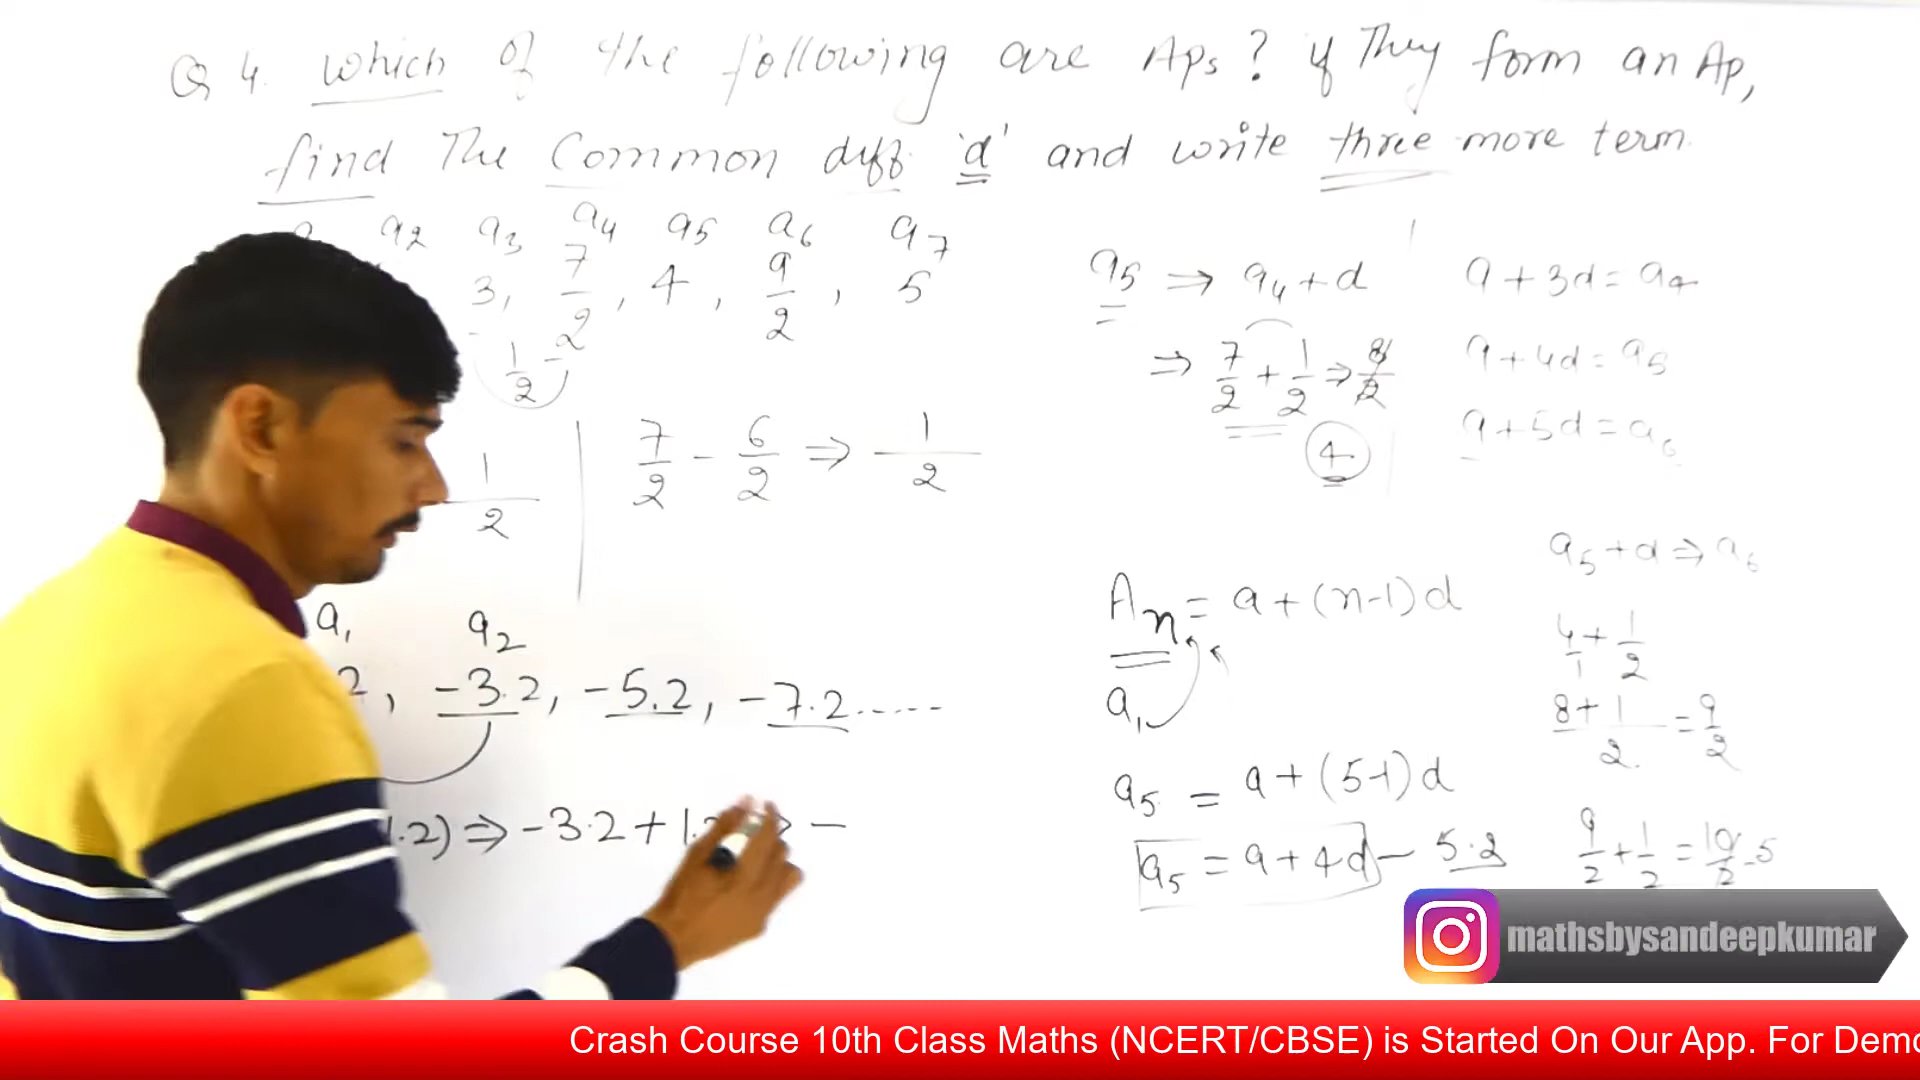 Q 4. Which of the following are Aps ? if They form an Ap,
find The Common diff 'd' and write three more term.
a2 a3 a4 a5 a6 a7
3, 7/2, 4, 9/2, 5
1/2
1/2 | 7/2 - 6/2 ⇒ 1/2
a1 a2
2, -3.2, -5.2, -7.2.....
1.2) ⇒ -3.2 + 1.2 ⇒ -
a5 ⇒ a4 + d
⇒ 7/2 + 1/2 ⇒ 8/2
4
a + 3d = a4
a + 4d = a5
a + 5d = a6
An = a + (n-1)d
a1
a5 = a + (5-1)d
a5 = a + 4d - 5.2
a5 + d ⇒ a6
4/1 + 1/2
8+1/2 = 9/2
9/2 + 1/2 = 10/2 - 5
mathsbysandeepkumar
Crash Course 10th Class Maths (NCERT/CBSE) is Started On Our App. For Demo